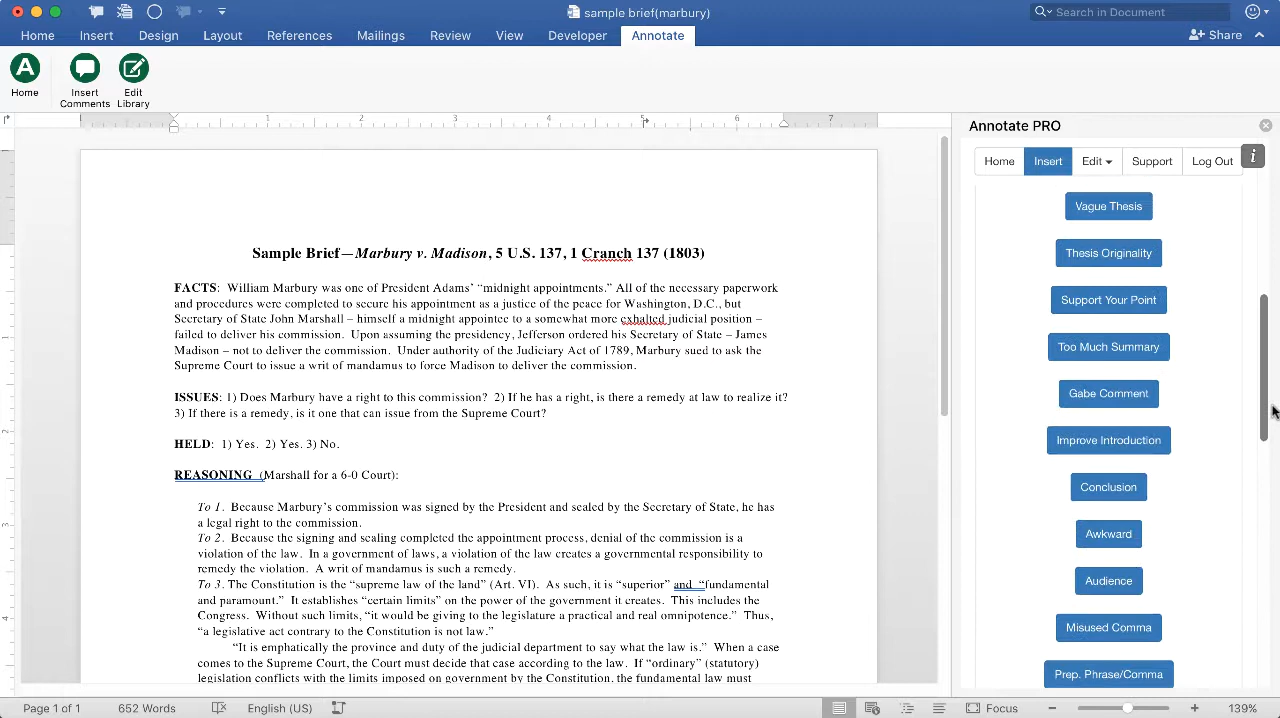 sample brief(marbury)
Search in Document
Home Insert Design Layout References Mailings Review View Developer Annotate
Share
A
Home
Insert Comments
Edit Library
1 2 3 4 5 6 7
Annotate PRO
Home Insert Edit Support Log Out
i
Vague Thesis
Thesis Originality
Support Your Point
Too Much Summary
Gabe Comment
Improve Introduction
Conclusion
Awkward
Audience
Misused Comma
Prep. Phrase/Comma
Sample Brief—Marbury v. Madison, 5 U.S. 137, 1 Cranch 137 (1803)
FACTS: William Marbury was one of President Adams’ “midnight appointments.” All of the necessary paperwork
and procedures were completed to secure his appointment as a justice of the peace for Washington, D.C., but
Secretary of State John Marshall – himself a midnight appointee to a somewhat more exhalted judicial position –
failed to deliver his commission. Upon assuming the presidency, Jefferson ordered his Secretary of State – James
Madison – not to deliver the commission. Under authority of the Judiciary Act of 1789, Marbury sued to ask the
Supreme Court to issue a writ of mandamus to force Madison to deliver the commission.
ISSUES: 1) Does Marbury have a right to this commission? 2) If he has a right, is there a remedy at law to realize it?
3) If there is a remedy, is it one that can issue from the Supreme Court?
HELD: 1) Yes. 2) Yes. 3) No.
REASONING (Marshall for a 6-0 Court):
To 1. Because Marbury’s commission was signed by the President and sealed by the Secretary of State, he has
a legal right to the commission.
To 2. Because the signing and scaling completed the appointment process, denial of the commission is a
violation of the law. In a government of laws, a violation of the law creates a governmental responsibility to
remedy the violation. A writ of mandamus is such a remedy.
To 3. The Constitution is the “supreme law of the land” (Art. VI). As such, it is “superior” and “fundamental
and paramount.” It establishes “certain limits” on the power of the government it creates. This includes the
Congress. Without such limits, “it would be giving to the legislature a practical and real omnipotence.” Thus,
“a legislative act contrary to the Constitution is not law.”
“It is emphatically the province and duty of the judicial department to say what the law is.” When a case
comes to the Supreme Court, the Court must decide that case according to the law. If “ordinary” (statutory)
legislation conflicts with the limits imposed on government by the Constitution, the fundamental law must
Page 1 of 1 652 Words English (US) Focus 139%